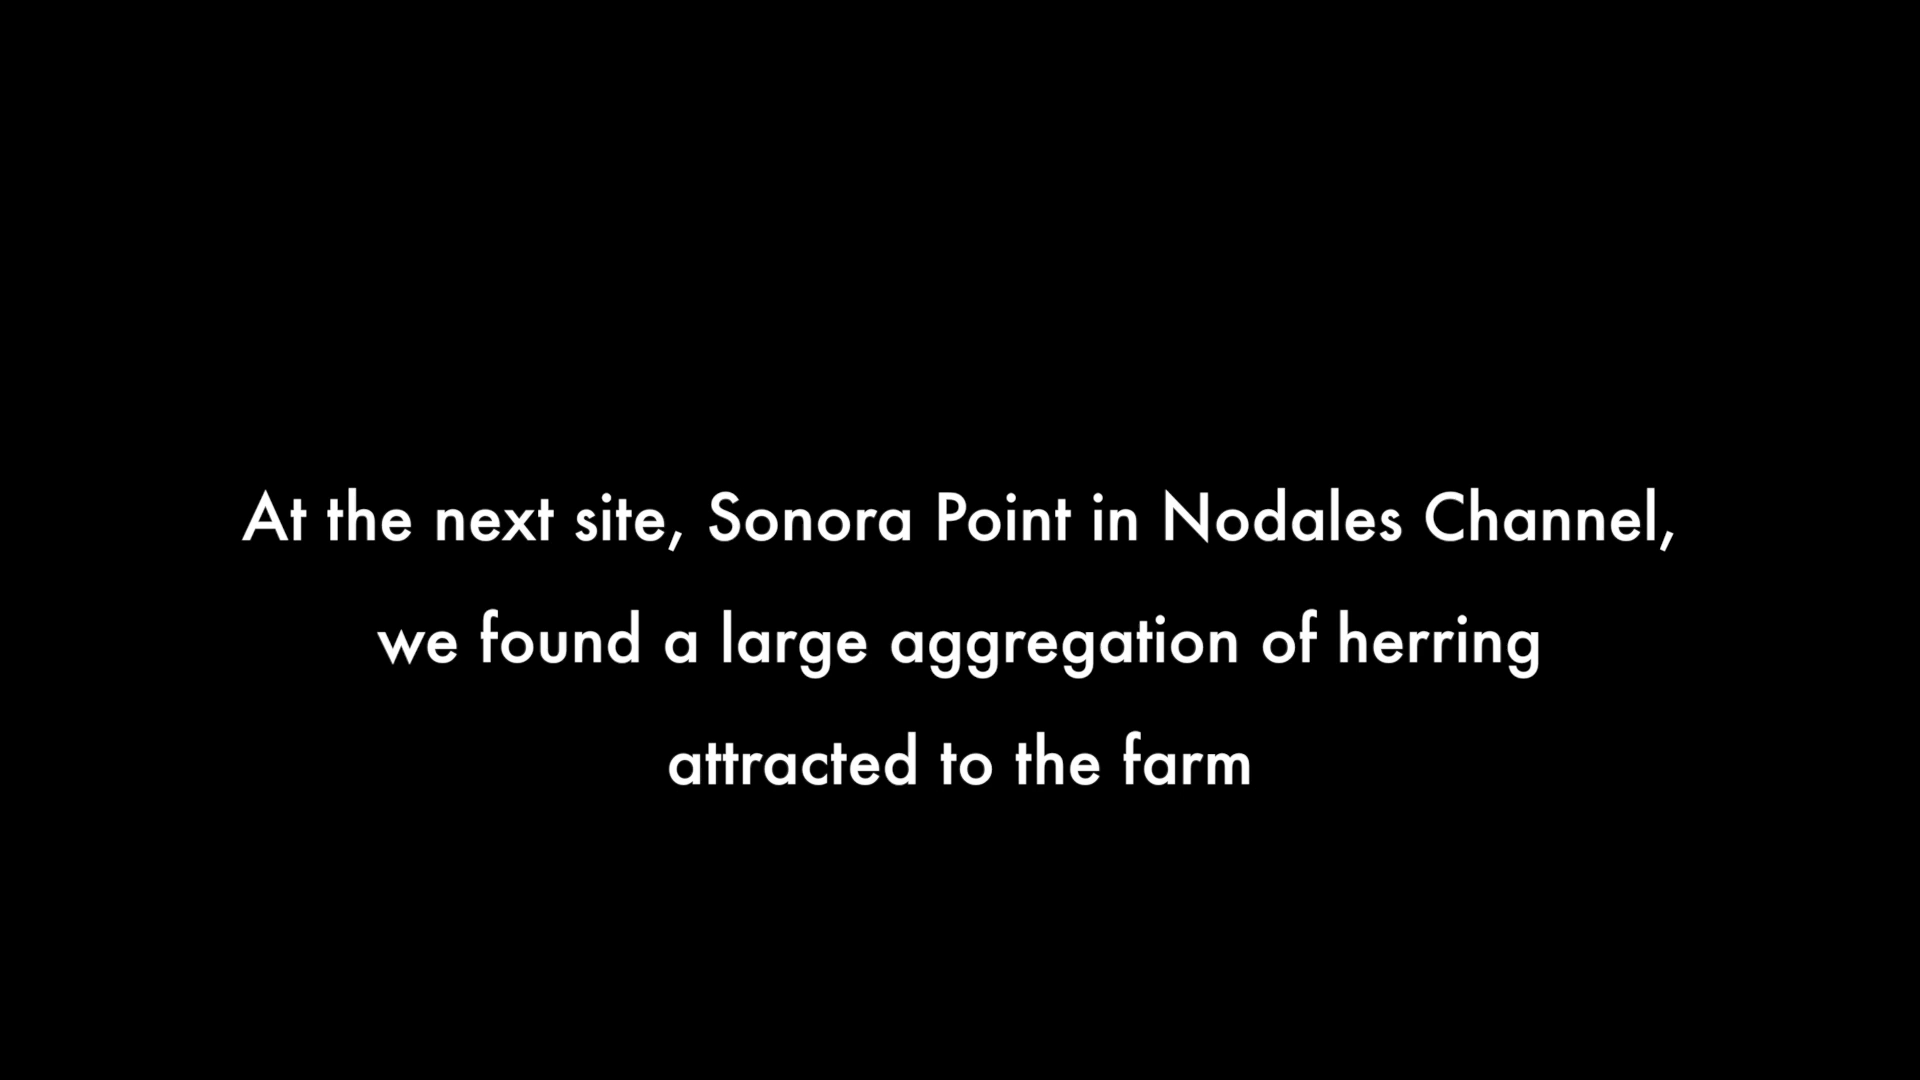 At the next site, Sonora Point in Nodales Channel,
we found a large aggregation of herring
attracted to the farm